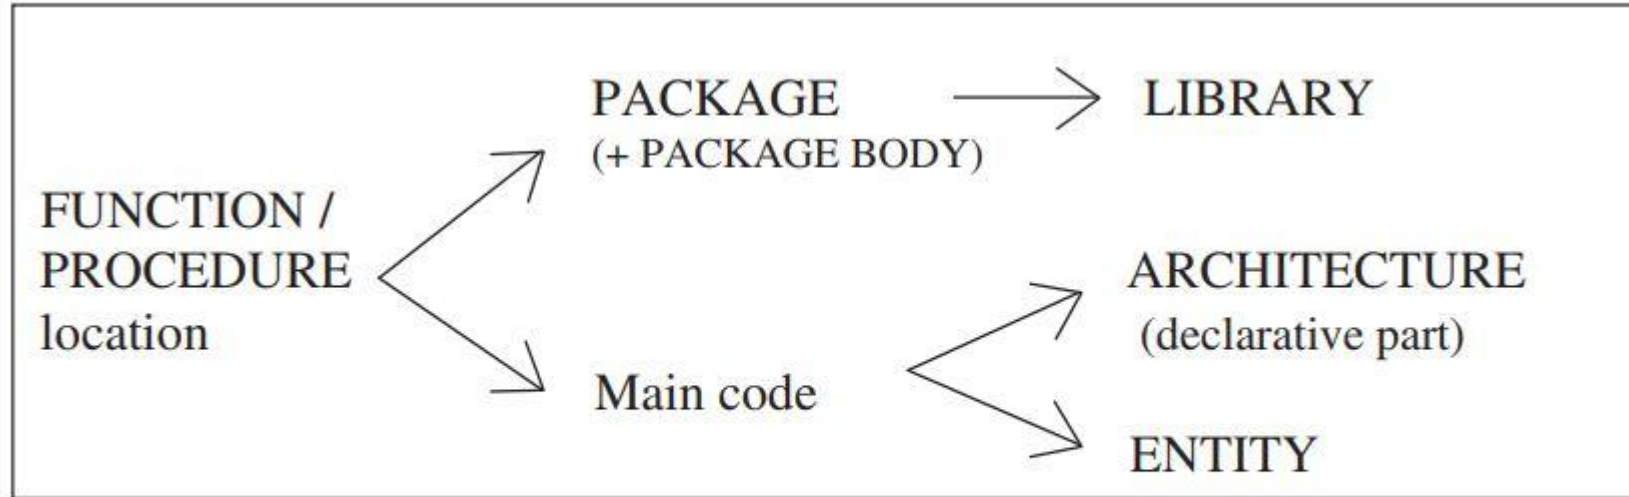 FUNCTION /
PROCEDURE
location
PACKAGE
(+ PACKAGE BODY)
LIBRARY
Main code
ARCHITECTURE
(declarative part)
ENTITY